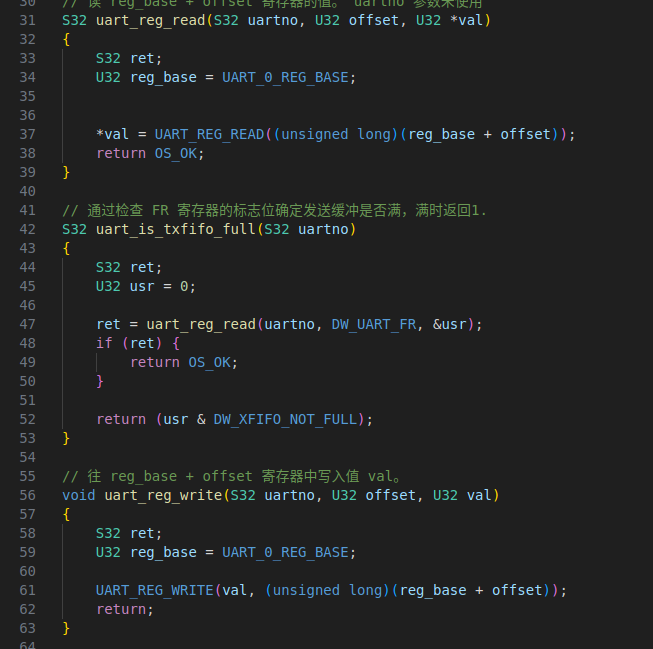 30 // 读 reg_base + offset 寄存器的值。 uartno 参数未使用
31 S32 uart_reg_read(S32 uartno, U32 offset, U32 *val)
32 {
33     S32 ret;
34     U32 reg_base = UART_0_REG_BASE;
35
36
37     *val = UART_REG_READ((unsigned long)(reg_base + offset));
38     return OS_OK;
39 }
40
41 // 通过检查 FR 寄存器的标志位确定发送缓冲是否满，满时返回1.
42 S32 uart_is_txfifo_full(S32 uartno)
43 {
44     S32 ret;
45     U32 usr = 0;
46
47     ret = uart_reg_read(uartno, DW_UART_FR, &usr);
48     if (ret) {
49         return OS_OK;
50     }
51
52     return (usr & DW_XFIFO_NOT_FULL);
53 }
54
55 // 往 reg_base + offset 寄存器中写入值 val。
56 void uart_reg_write(S32 uartno, U32 offset, U32 val)
57 {
58     S32 ret;
59     U32 reg_base = UART_0_REG_BASE;
60
61     UART_REG_WRITE(val, (unsigned long)(reg_base + offset));
62     return;
63 }
64